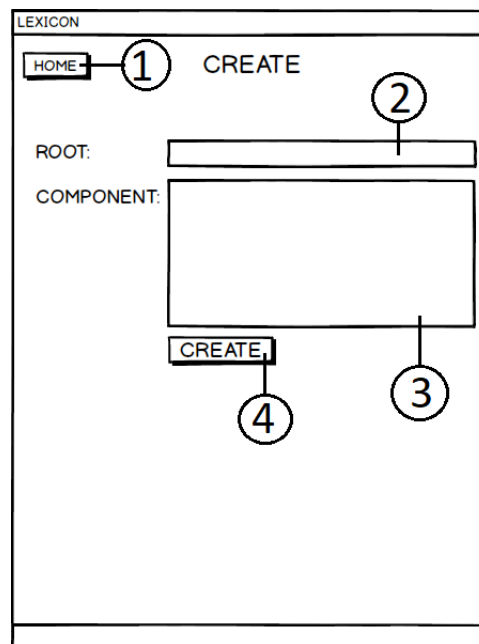 LEXICON
HOME 1 CREATE
2
ROOT:
COMPONENT:
CREATE
3
4